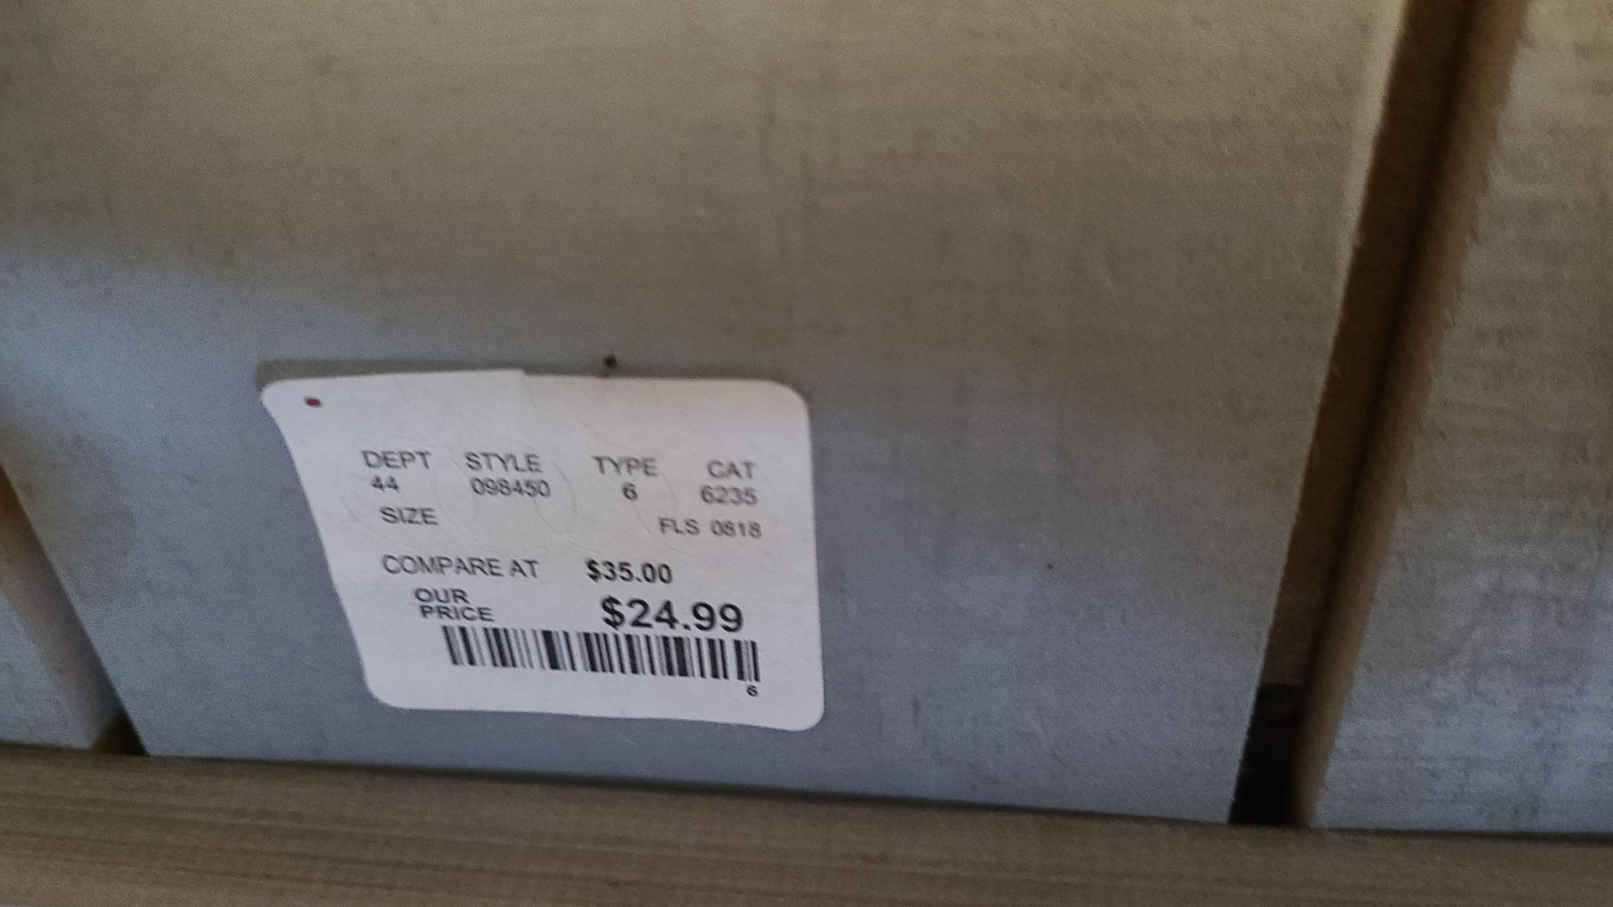 DEPT STYLE TYPE CAT
44 098450 6 6235
SIZE FLS 0818
COMPARE AT $35.00
OUR
PRICE $24.99
6